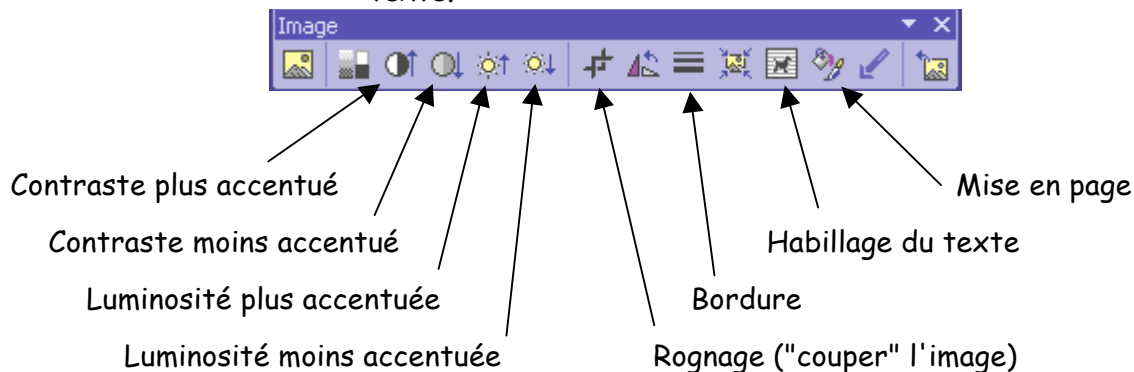 texte.
Image
Contraste plus accentué
Mise en page
Contraste moins accentué
Habillage du texte
Luminosité plus accentuée
Bordure
Luminosité moins accentuée
Rognage ("couper" l'image)